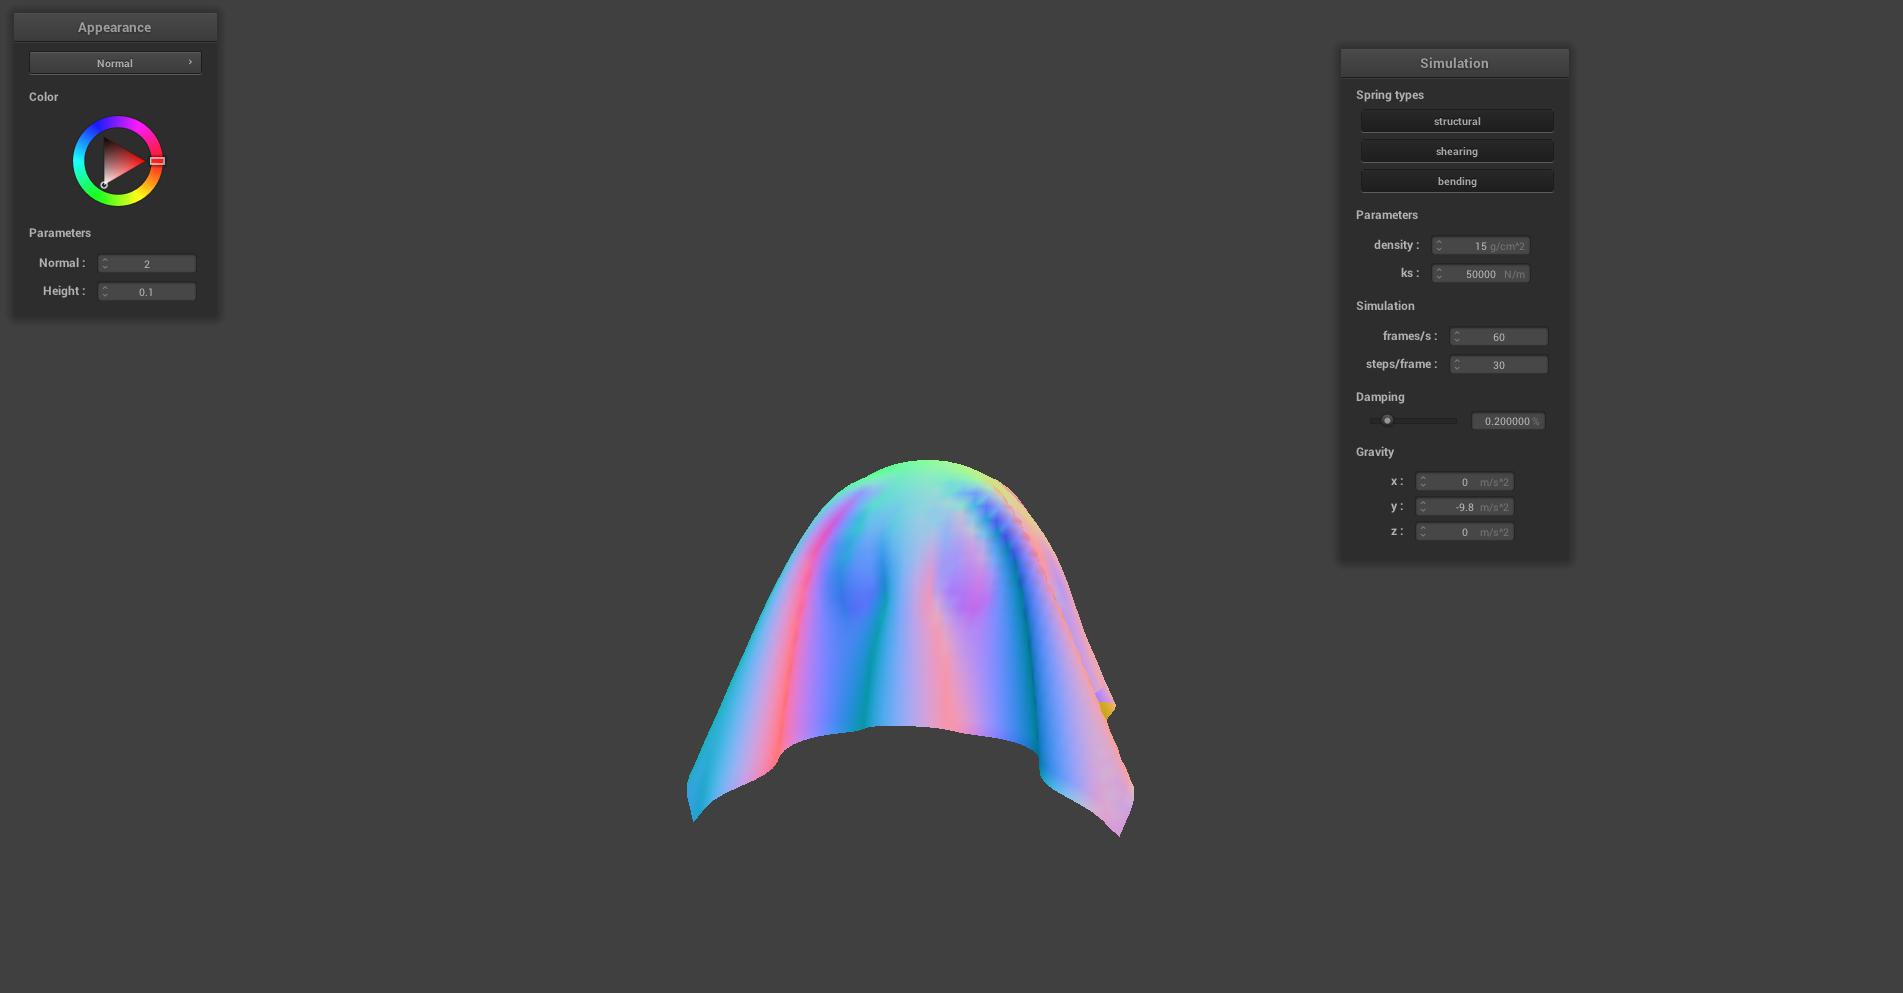 Appearance
Normal
Color
Parameters
Normal : 2
Height : 0.1
Simulation
Spring types
structural
shearing
bending
Parameters
density : 15 g/cm^2
ks : 50000 N/m
Simulation
frames/s : 60
steps/frame : 30
Damping
0.200000 %
Gravity
x : 0 m/s^2
y : -9.8 m/s^2
z : 0 m/s^2